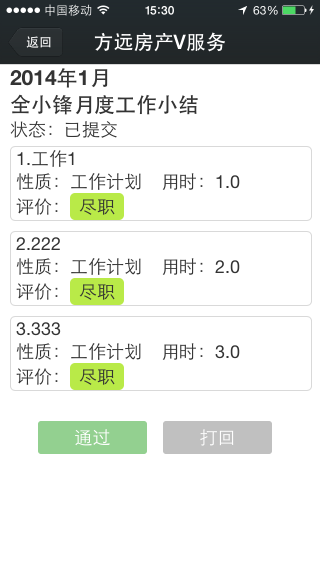 中国移动 15:30 63%
返回 方远房产V服务
2014年1月
全小锋月度工作小结
状态：已提交
1.工作1
性质：工作计划 用时：1.0
评价：尽职
2.222
性质：工作计划 用时：2.0
评价：尽职
3.333
性质：工作计划 用时：3.0
评价：尽职
通过 打回